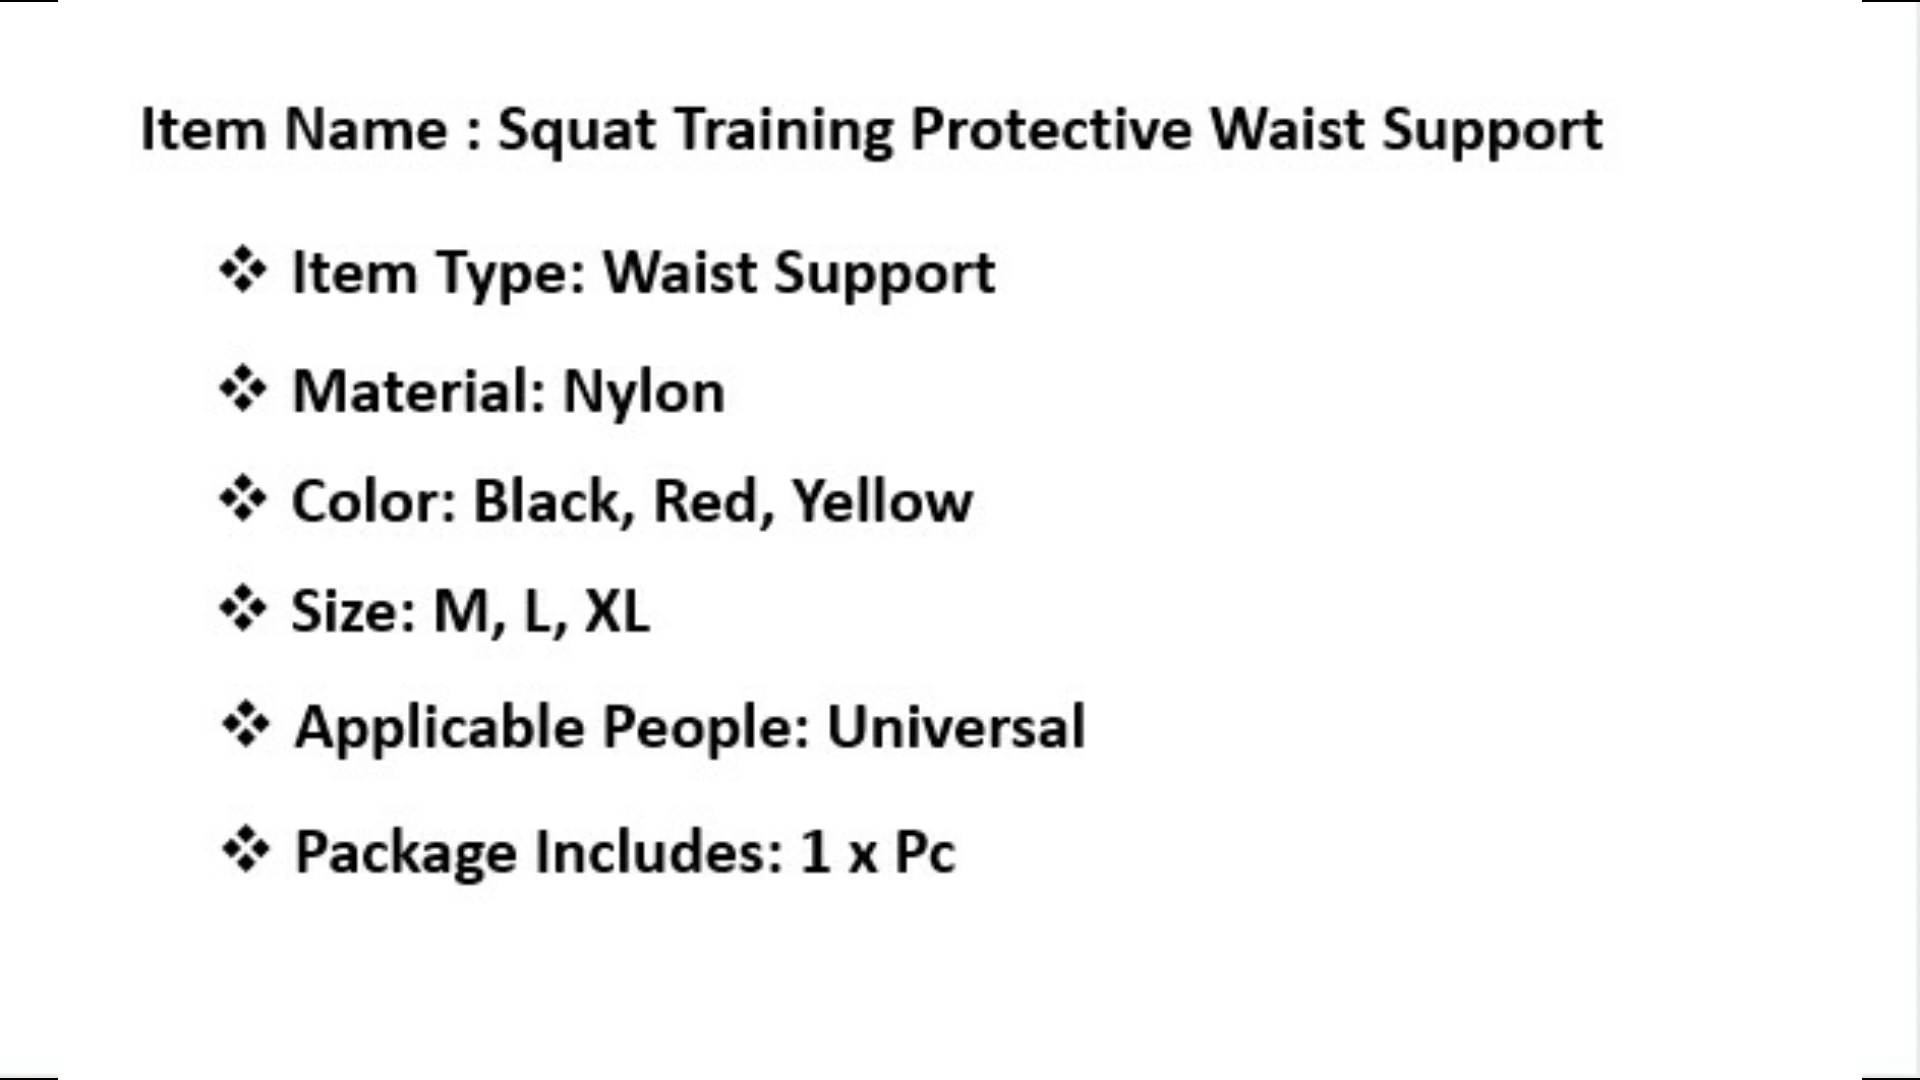 Item Name : Squat Training Protective Waist Support
❖ Item Type: Waist Support
❖ Material: Nylon
❖ Color: Black, Red, Yellow
❖ Size: M, L, XL
❖ Applicable People: Universal
❖ Package Includes: 1 x Pc